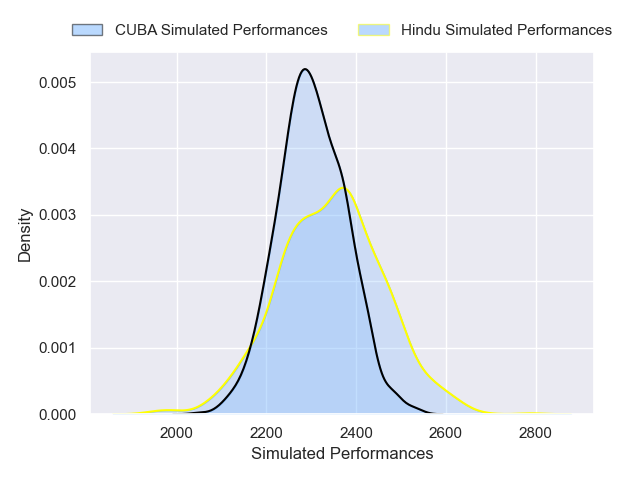 CUBA Simulated Performances
Hindu Simulated Performances
0.005
0.004
0.003
0.002
0.001
0.000
Density
2000
2200
2400
2600
2800
Simulated Performances